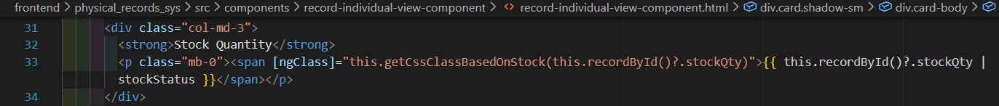 frontend > physical_records_sys > src > components > record-individual-view-component > <> record-individual-view-component.html > div.card.shadow-sm > div.card-body >
31 <div class="col-md-3">
32 <strong>Stock Quantity</strong>
33 <p class="mb-0"><span [ngClass]="this.getCssClassBasedOnStock(this.recordById()?.stockQty)">{{ this.recordById()?.stockQty |
stockStatus }}</span></p>
34 </div>